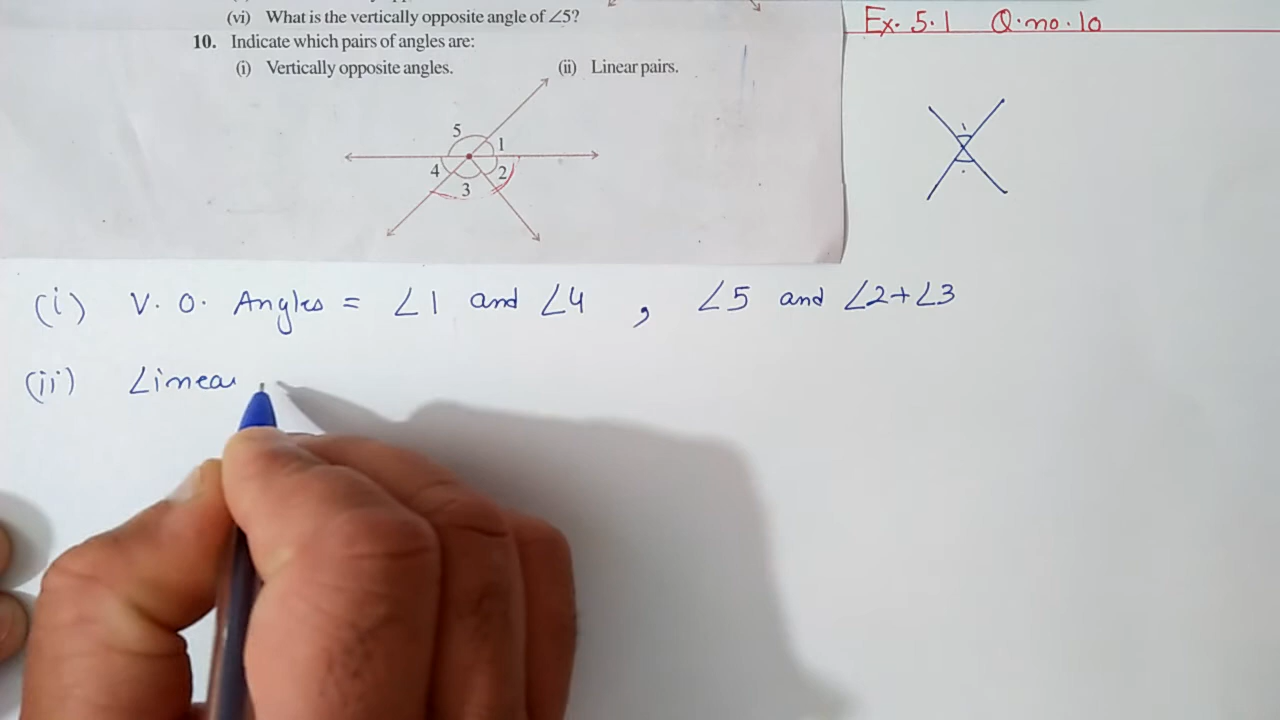 (vi) What is the vertically opposite angle of ∠5?
10. Indicate which pairs of angles are:
(i) Vertically opposite angles. (ii) Linear pairs.
5
1
4
2
3
Ex. 5.1 Q.no.10
(i) V.O. Angles = ∠1 and ∠4 , ∠5 and ∠2+∠3
(ii) Linear